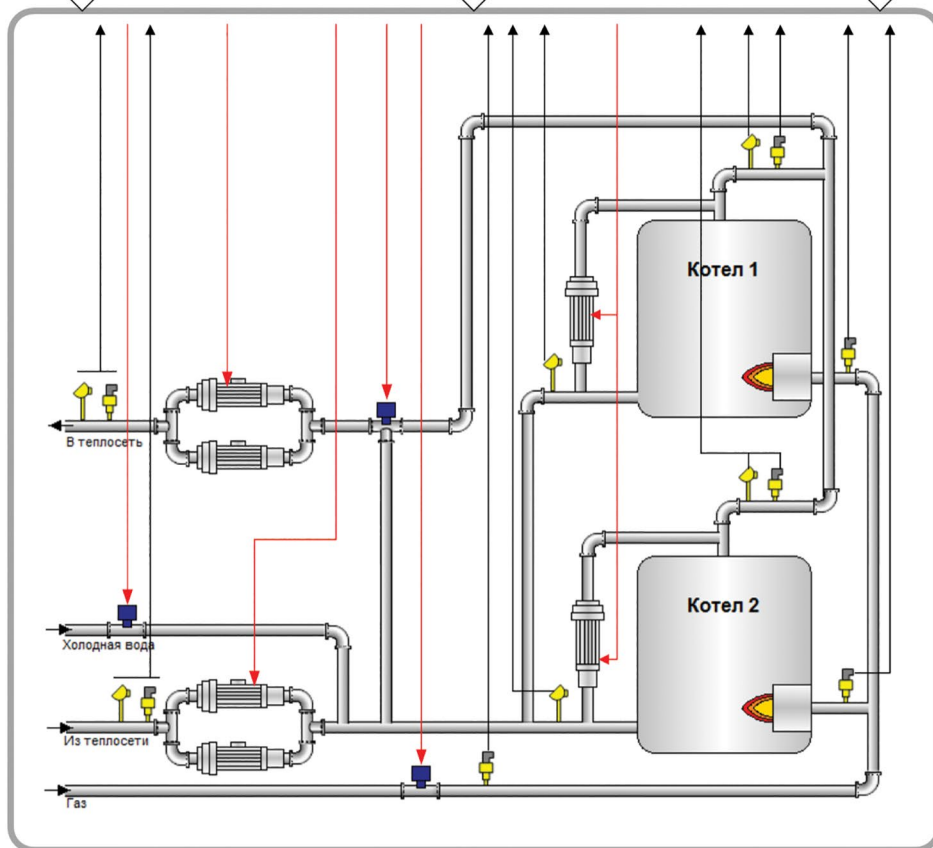 Котел 1
В теплосеть
Котел 2
Холодная вода
Из теплосети
Газ